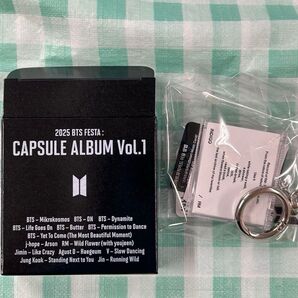 2025 BTS FESTA :
CAPSULE ALBUM Vol.1
BTS – Mikrokosmos BTS – ON BTS – Dynamite
BTS – Life Goes On BTS – Butter BTS – Permission to Dance
BTS – Yet To Come (The Most Beautiful Moment)
j-hope – Arson RM – Wild Flower (with youjeen)
Jimin – Like Crazy Agust D – Haegeum V – Slow Dancing
Jung Kook – Standing Next to You Jin – Running Wild
INDIGO
RM